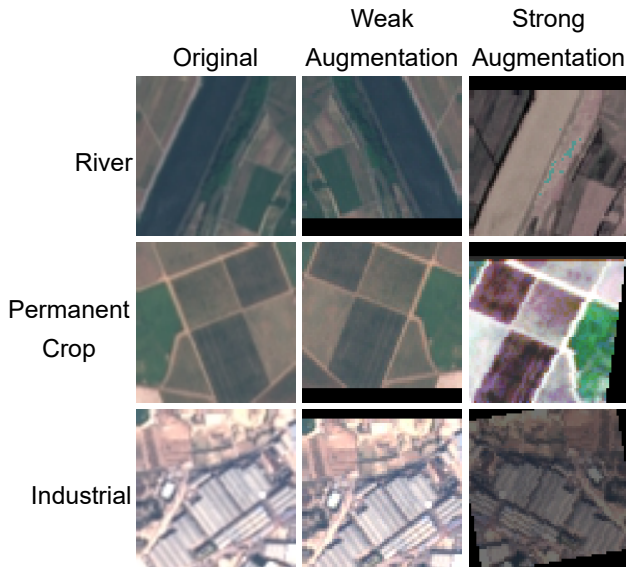 Original
Weak
Augmentation
Strong
Augmentation
River
Permanent
Crop
Industrial